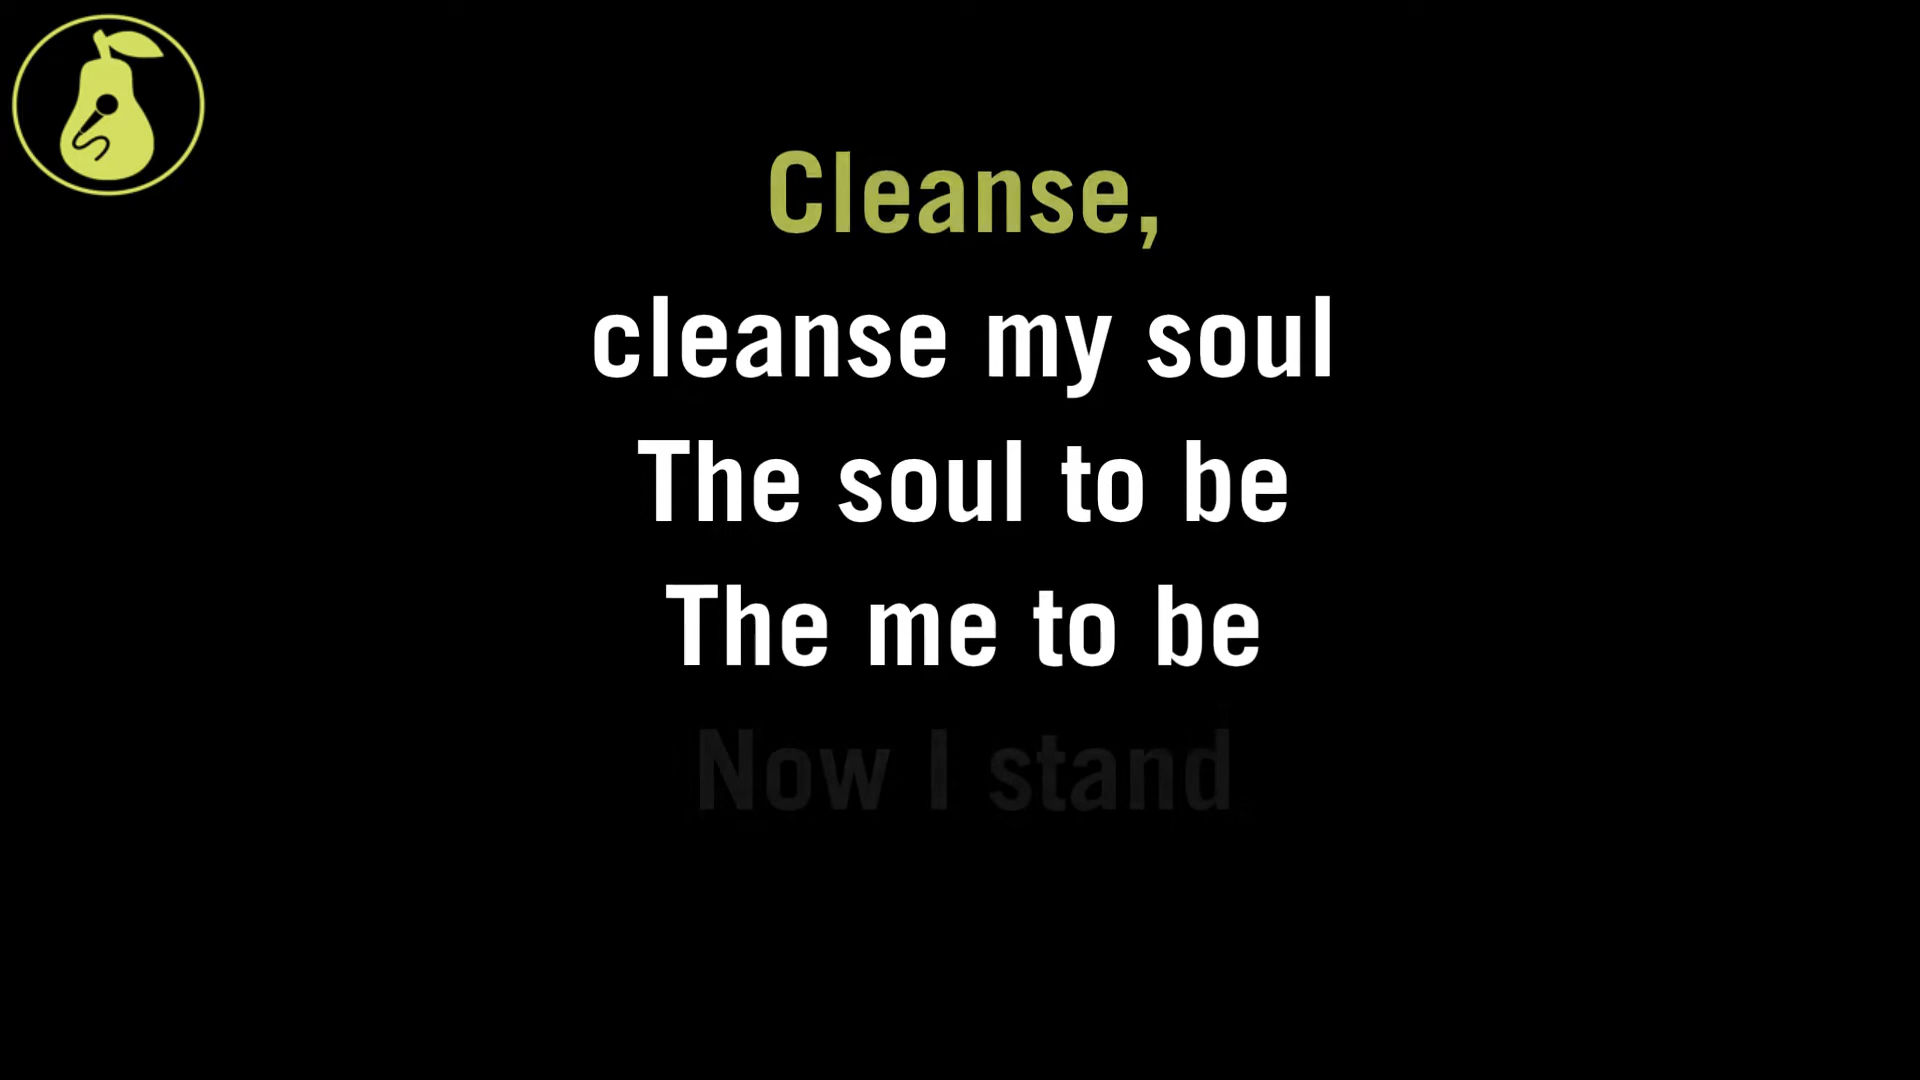 Cleanse,
cleanse my soul
The soul to be
The me to be
Now I stand